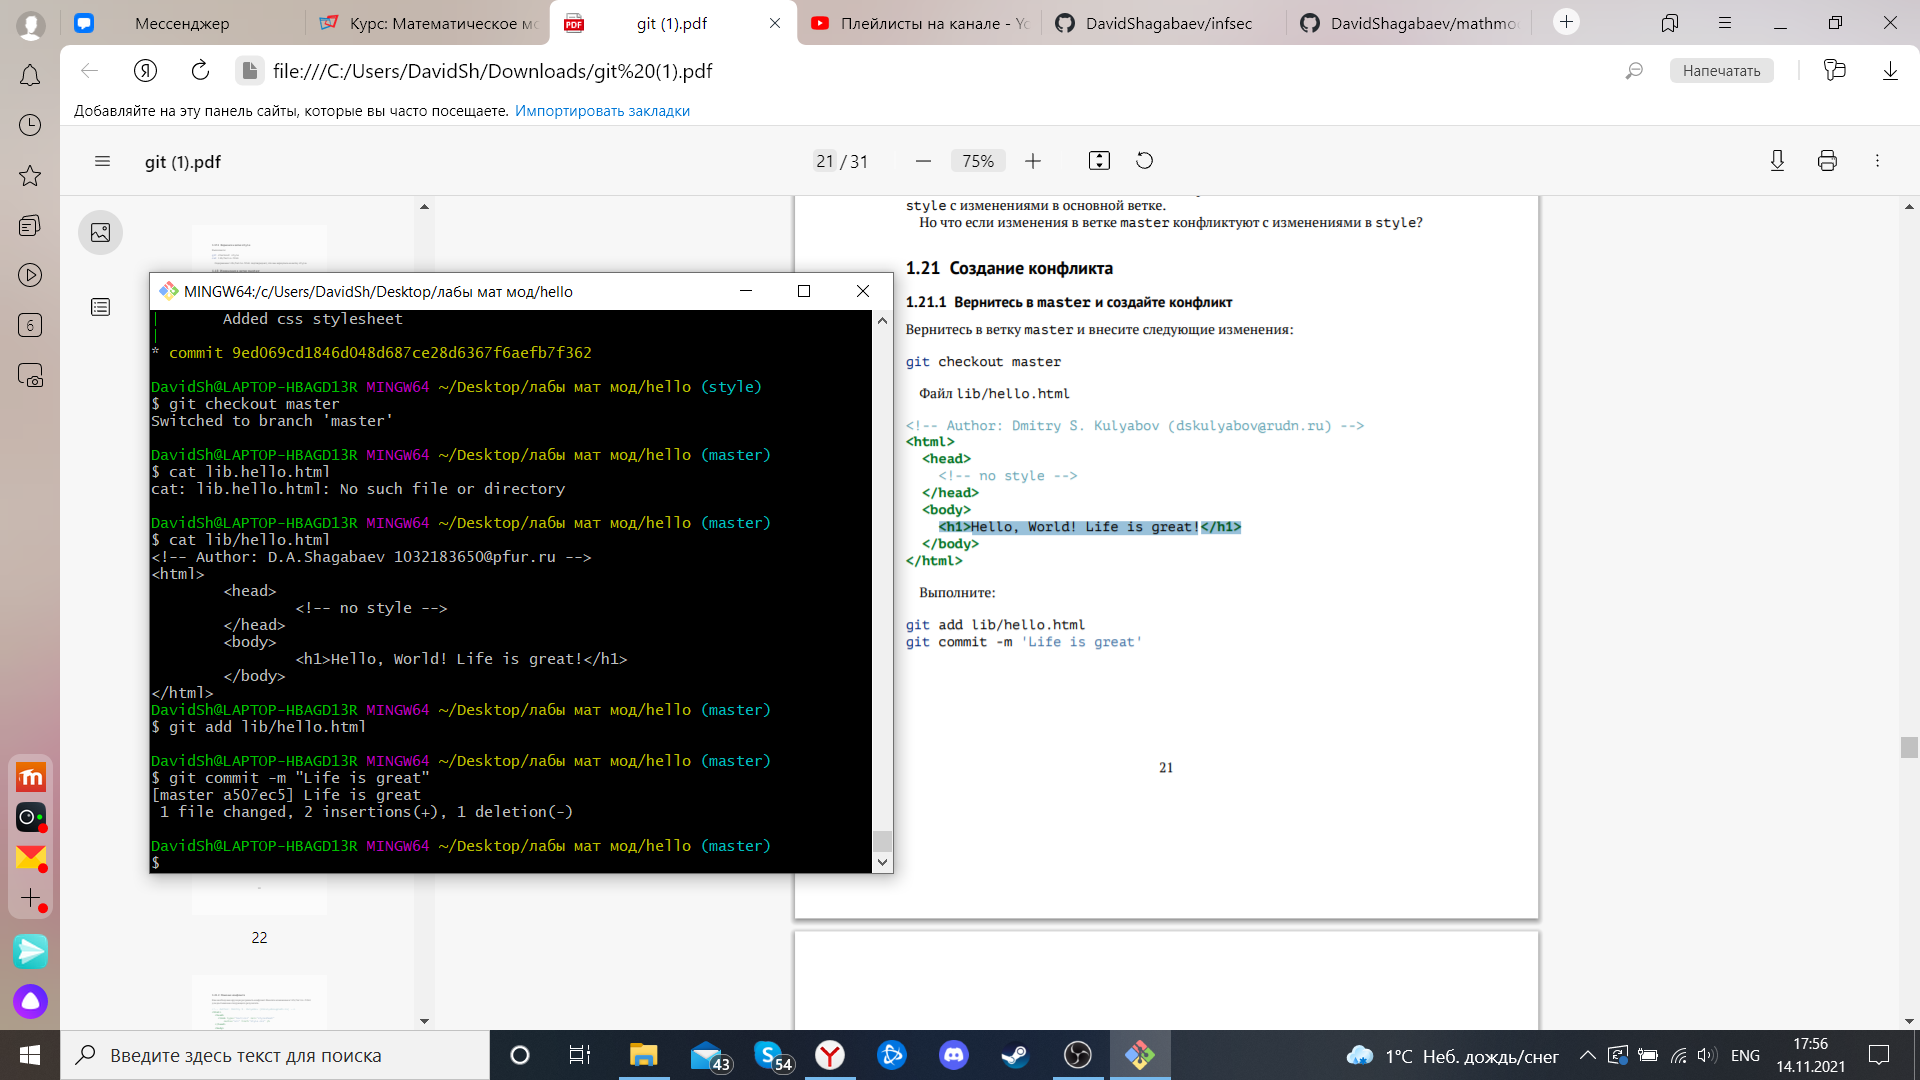 Мессенджер
Курс: Математическое мо
git (1).pdf
Плейлисты на канале - Yo
DavidShagabaev/infsec
DavidShagabaev/mathmo
file:///C:/Users/DavidSh/Downloads/git%20(1).pdf
Напечатать
Добавляйте на эту панель сайты, которые вы часто посещаете. Импортировать закладки
git (1).pdf
21 / 31
75%
style с изменениями в основной ветке.
Но что если изменения в ветке master конфликтуют с изменениями в style?
1.21 Создание конфликта
1.21.1 Вернитесь в master и создайте конфликт
Вернитесь в ветку master и внесите следующие изменения:
git checkout master
Файл lib/hello.html
<!-- Author: Dmitry S. Kulyabov (dskulyabov@rudn.ru) -->
<html>
<head>
<!-- no style -->
</head>
<body>
<h1>Hello, World! Life is great!</h1>
</body>
</html>
Выполните:
git add lib/hello.html
git commit -m 'Life is great'
21
MINGW64:/c/Users/DavidSh/Desktop/лабы мат мод/hello
| Added css stylesheet
|
* commit 9ed069cd1846d048d687ce28d6367f6aefb7f362
DavidSh@LAPTOP-HBAGD13R MINGW64 ~/Desktop/лабы мат мод/hello (style)
$ git checkout master
Switched to branch 'master'
DavidSh@LAPTOP-HBAGD13R MINGW64 ~/Desktop/лабы мат мод/hello (master)
$ cat lib.hello.html
cat: lib.hello.html: No such file or directory
DavidSh@LAPTOP-HBAGD13R MINGW64 ~/Desktop/лабы мат мод/hello (master)
$ cat lib/hello.html
<!-- Author: D.A.Shagabaev 1032183650@pfur.ru -->
<html>
<head>
<!-- no style -->
</head>
<body>
<h1>Hello, World! Life is great!</h1>
</body>
</html>
DavidSh@LAPTOP-HBAGD13R MINGW64 ~/Desktop/лабы мат мод/hello (master)
$ git add lib/hello.html
DavidSh@LAPTOP-HBAGD13R MINGW64 ~/Desktop/лабы мат мод/hello (master)
$ git commit -m "Life is great"
[master a507ec5] Life is great
1 file changed, 2 insertions(+), 1 deletion(-)
DavidSh@LAPTOP-HBAGD13R MINGW64 ~/Desktop/лабы мат мод/hello (master)
$
22
6
Введите здесь текст для поиска
43
54
1°C Неб. дождь/снег
ENG
17:56
14.11.2021